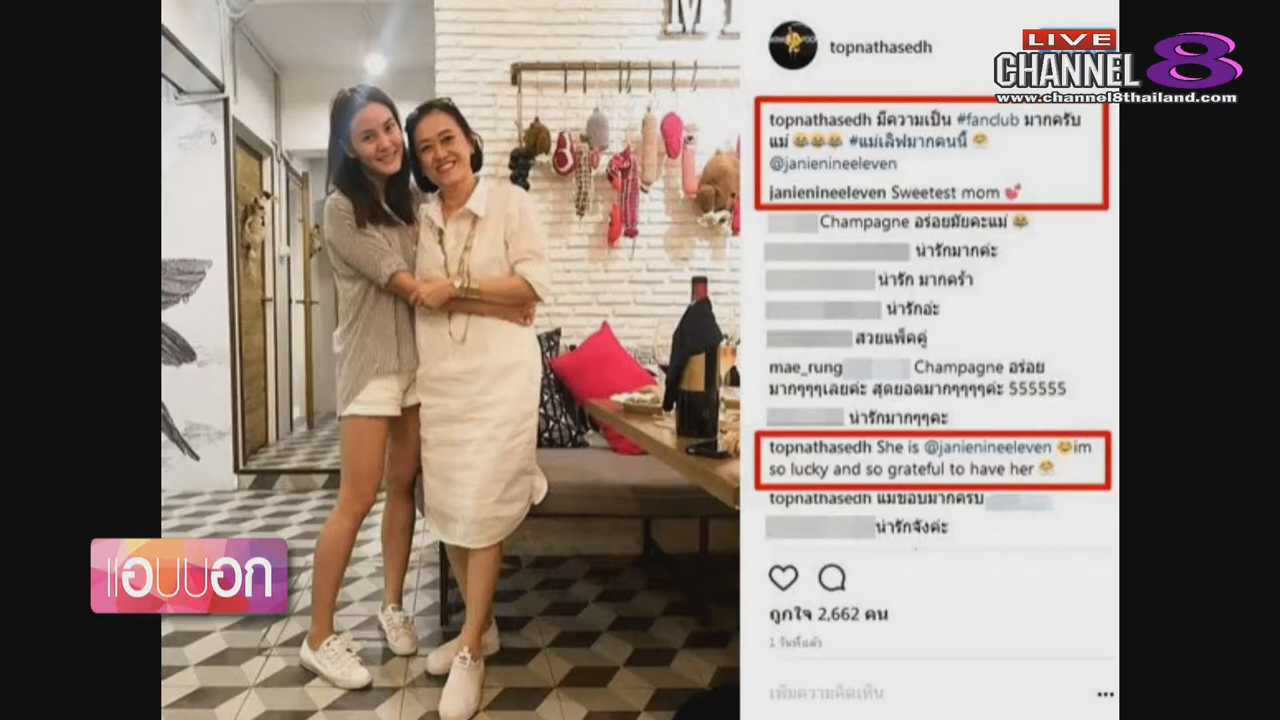 LIVE
CHANNEL 8
www.channel8thailand.com
topnathasedh
topnathasedh มีความเป็น #fanclub มากครับ
แม่ 😂😂😂 #แม่เลิฟมากคนนี้ 😊
@janienineeleven
janienineeleven Sweetest mom 💕
Champagne อร่อยมัยคะแม่ 😂
น่ารักมากค่ะ
น่ารัก มากคร้า
น่ารักอ่ะ
สวยแพ็คคู่
mae_rung Champagne อร่อย
มากๆๆๆเลยค่ะ สุดยอดมากๆๆๆๆค่ะ 555555
น่ารักมากๆๆคะ
topnathasedh She is @janienineeleven 😊im
so lucky and so grateful to have her 😊
topnathasedh แม่ชอบมากครับ
น่ารักจังค่ะ
ถูกใจ 2,662 คน
1 วันที่แล้ว
เพิ่มความคิดเห็น
แอบบอก